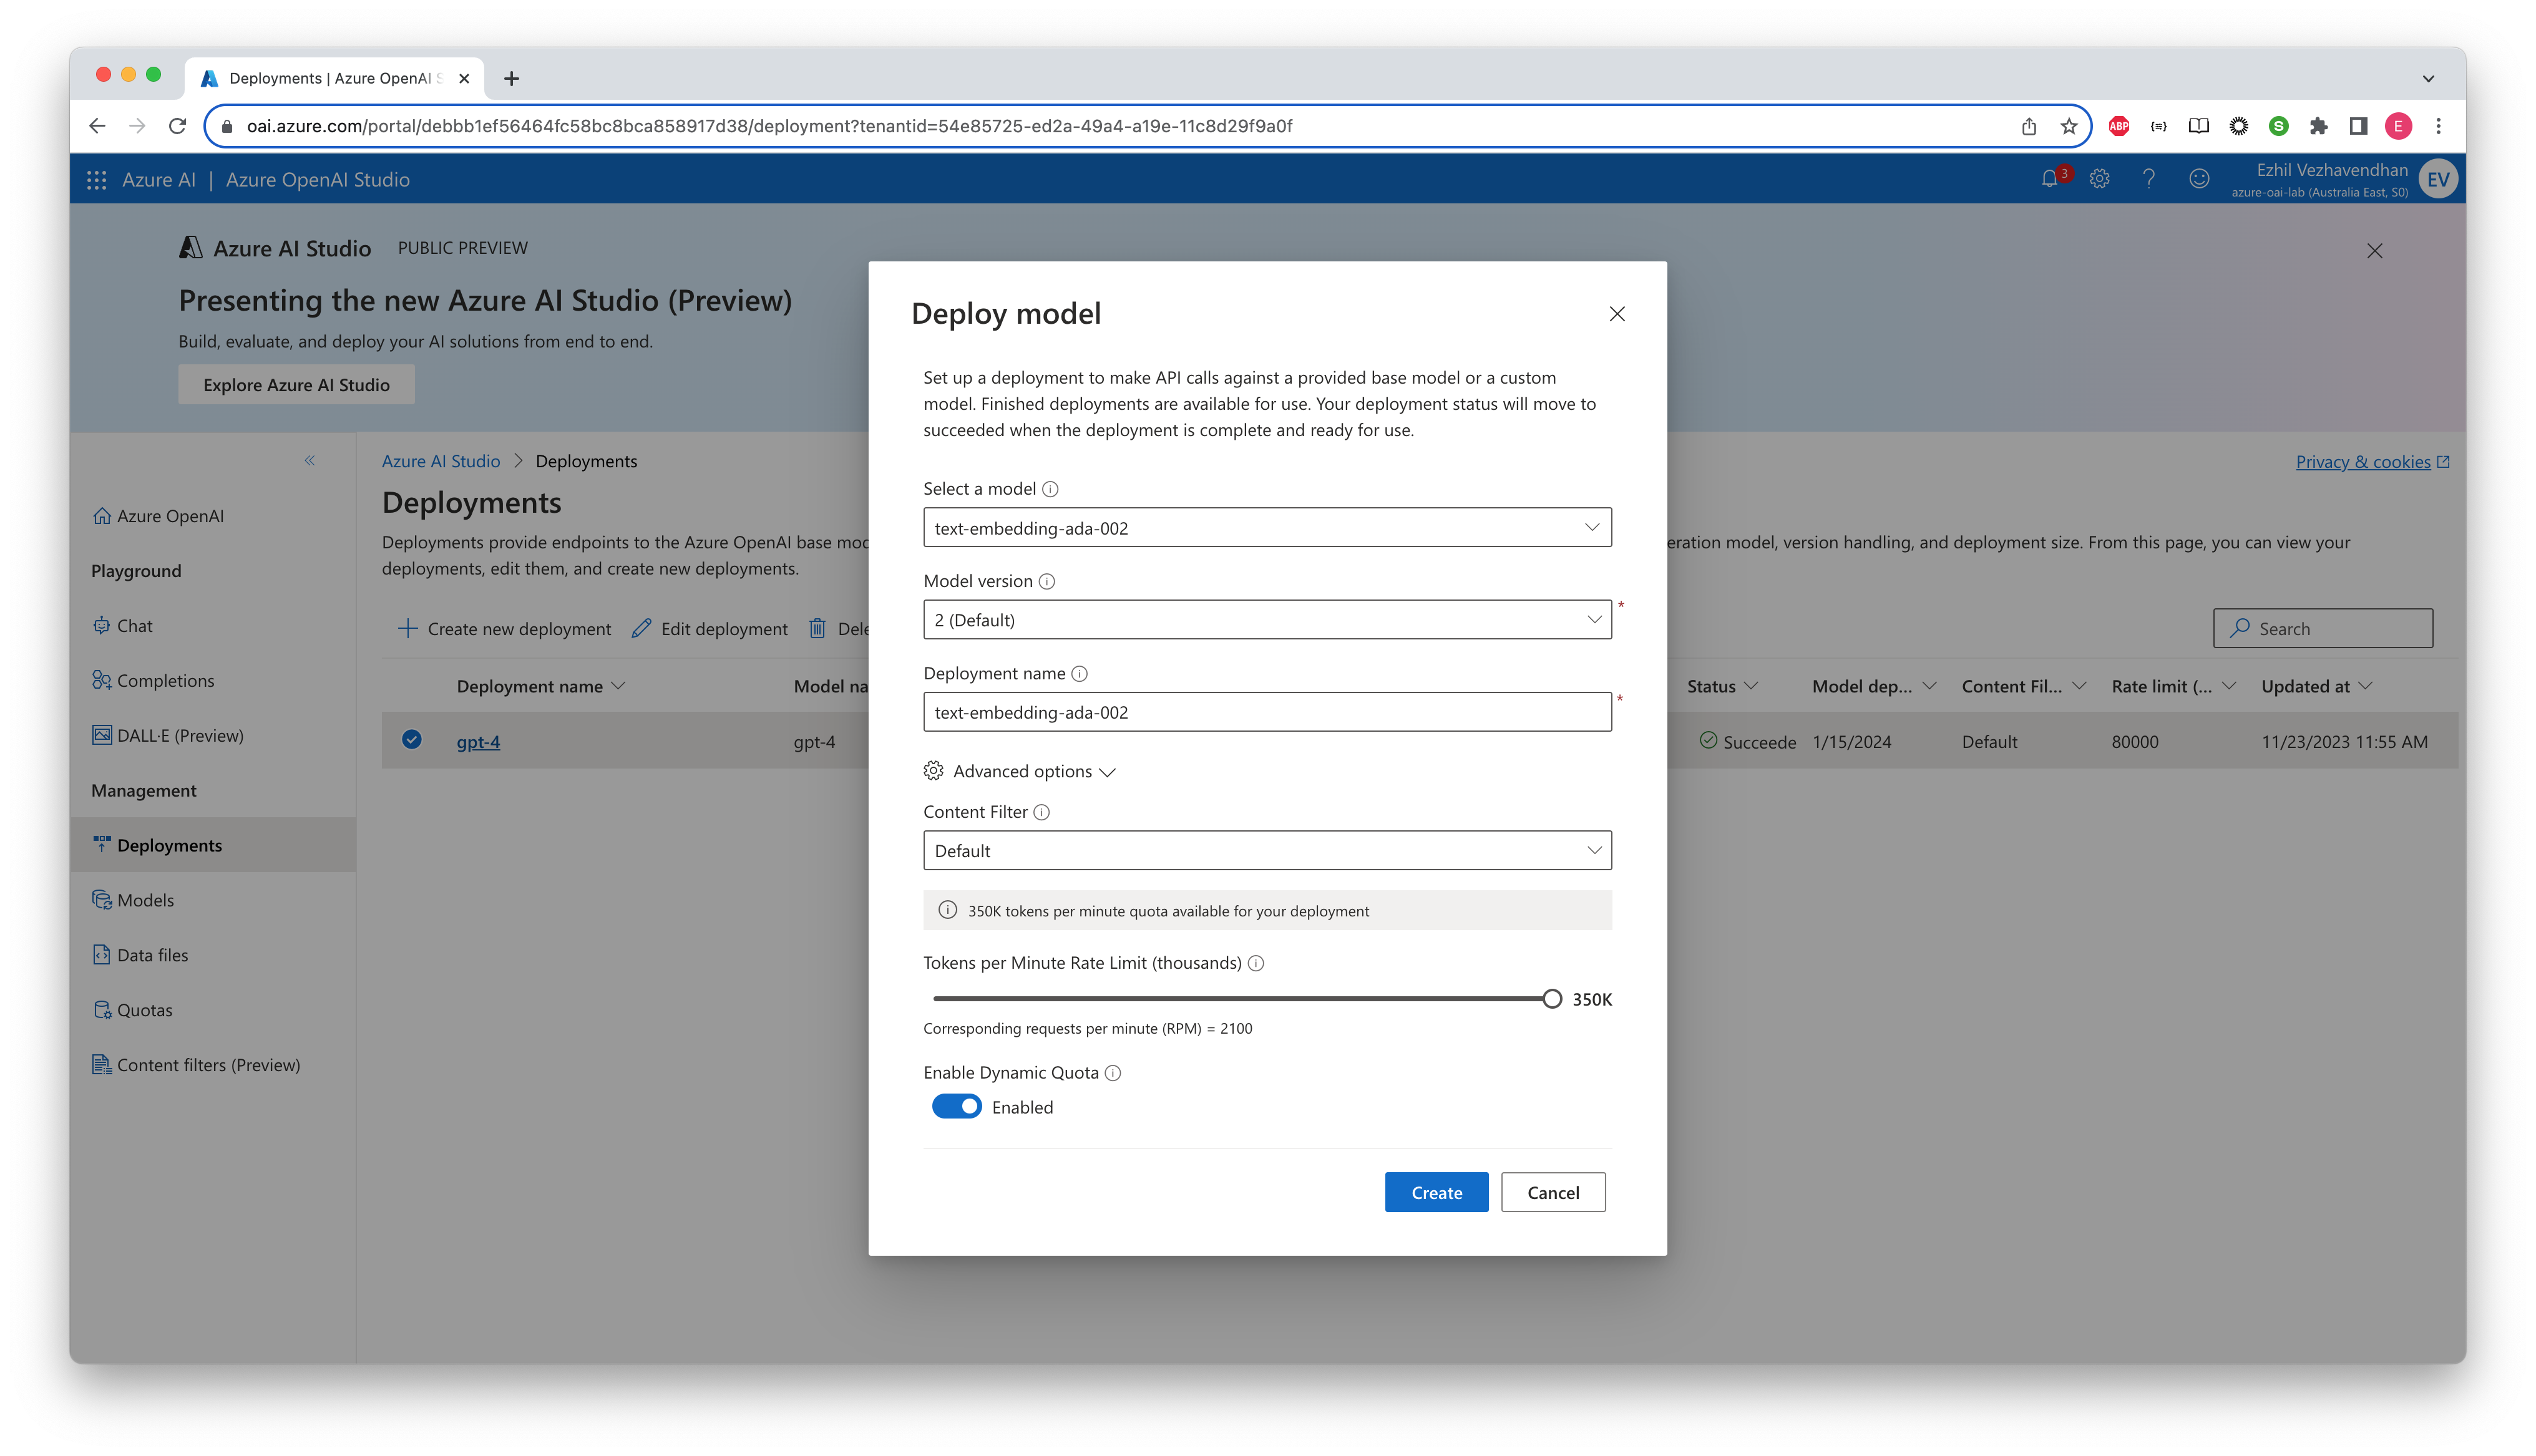 Deployments | Azure OpenAI S
oai.azure.com/portal/debbb1ef56464fc58bc8bca858917d38/deployment?tenantid=54e85725-ed2a-49a4-a19e-11c8d29f9a0f
ABP
S
E
Azure AI | Azure OpenAI Studio
3
Ezhil Vezhavendhan
azure-oai-lab (Australia East, S0)
EV
Azure AI Studio PUBLIC PREVIEW
Presenting the new Azure AI Studio (Preview)
Build, evaluate, and deploy your AI solutions from end to end.
Explore Azure AI Studio
Azure OpenAI
Playground
Chat
Completions
DALL·E (Preview)
Management
Deployments
Models
Data files
Quotas
Content filters (Preview)
Azure AI Studio > Deployments
Privacy & cookies
Deployments
Deployments provide endpoints to the Azure OpenAI base mod
eration model, version handling, and deployment size. From this page, you can view your
deployments, edit them, and create new deployments.
Create new deployment Edit deployment Dele
Search
Deployment name Model na
Status Model dep... Content Fil... Rate limit (... Updated at
gpt-4 gpt-4
Succeede 1/15/2024 Default 80000 11/23/2023 11:55 AM
Deploy model
Set up a deployment to make API calls against a provided base model or a custom
model. Finished deployments are available for use. Your deployment status will move to
succeeded when the deployment is complete and ready for use.
Select a model
text-embedding-ada-002
Model version
2 (Default)
*
Deployment name
text-embedding-ada-002
*
Advanced options
Content Filter
Default
350K tokens per minute quota available for your deployment
Tokens per Minute Rate Limit (thousands)
350K
Corresponding requests per minute (RPM) = 2100
Enable Dynamic Quota
Enabled
Create
Cancel